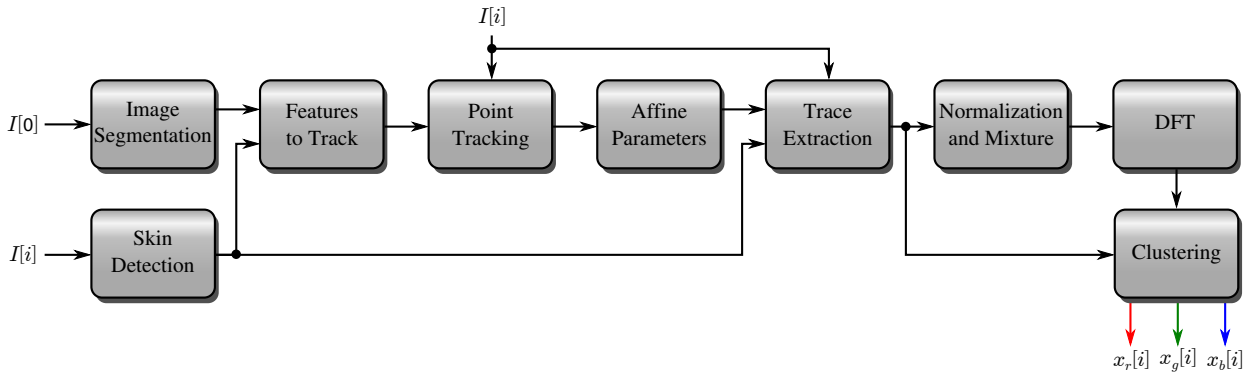 I[i]
I[0]
Image
Segmentation
Features
to Track
Point
Tracking
Affine
Parameters
Trace
Extraction
Normalization
and Mixture
DFT
I[i]
Skin
Detection
Clustering
x_r[i]
x_g[i]
x_b[i]